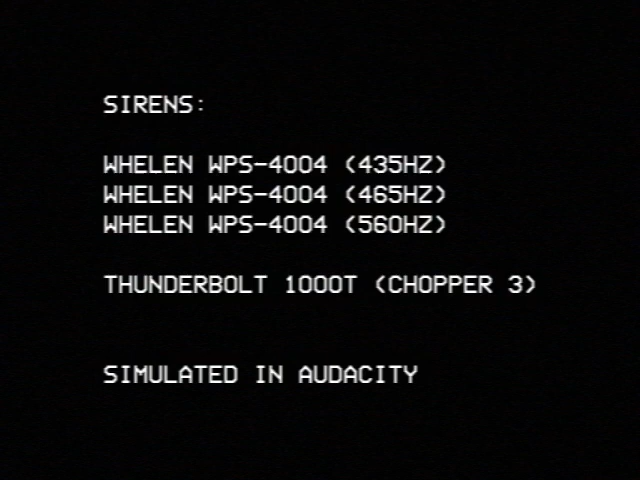 SIRENS:
WHELEN WPS-4004 (435HZ)
WHELEN WPS-4004 (465HZ)
WHELEN WPS-4004 (560HZ)
THUNDERBOLT 1000T (CHOPPER 3)
SIMULATED IN AUDACITY